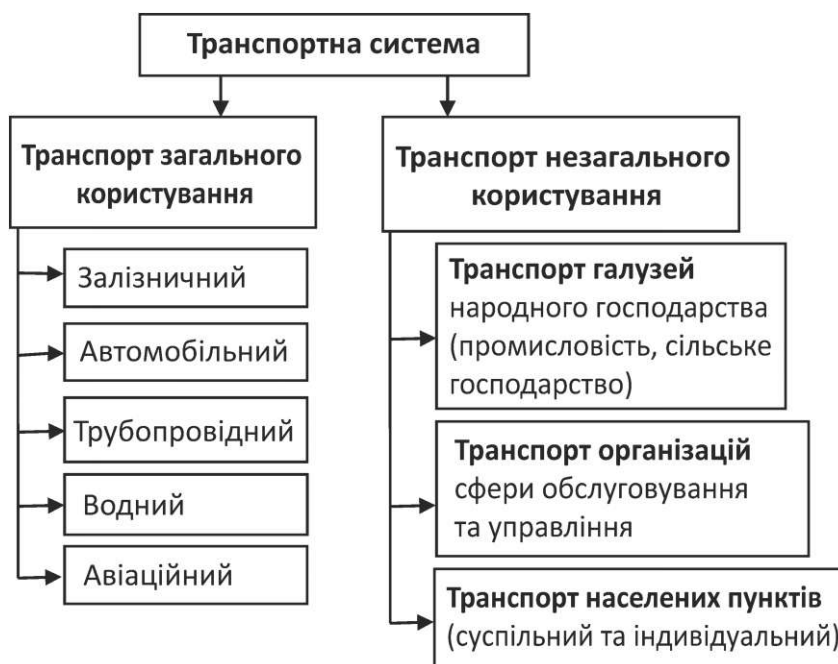 Транспортна система
Транспорт загального
користування
Залізничний
Автомобільний
Трубопровідний
Водний
Авіаційний
Транспорт незагального
користування
Транспорт галузей
народного господарства
(промисловість, сільське
господарство)
Транспорт організацій
сфери обслуговування
та управління
Транспорт населених пунктів
(суспільний та індивідуальний)